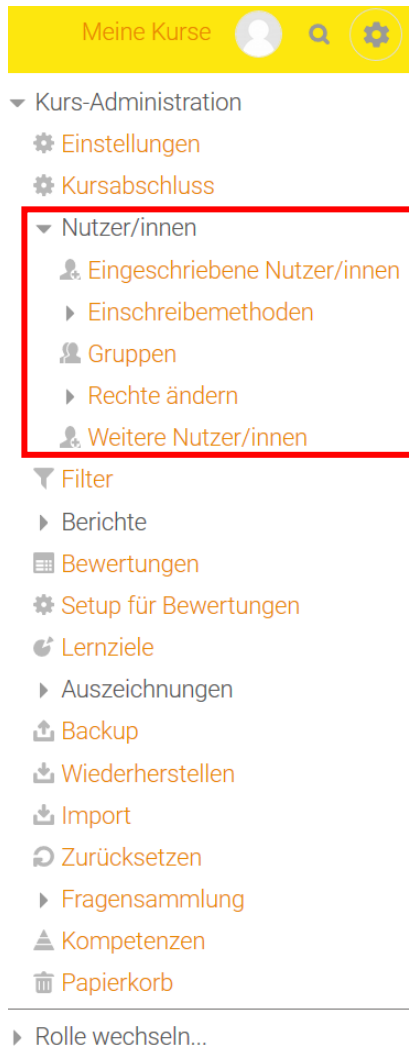 Meine Kurse
Kurs-Administration
Einstellungen
Kursabschluss
Nutzer/innen
Eingeschriebene Nutzer/innen
Einschreibemethoden
Gruppen
Rechte ändern
Weitere Nutzer/innen
Filter
Berichte
Bewertungen
Setup für Bewertungen
Lernziele
Auszeichnungen
Backup
Wiederherstellen
Import
Zurücksetzen
Fragensammlung
Kompetenzen
Papierkorb
Rolle wechseln...